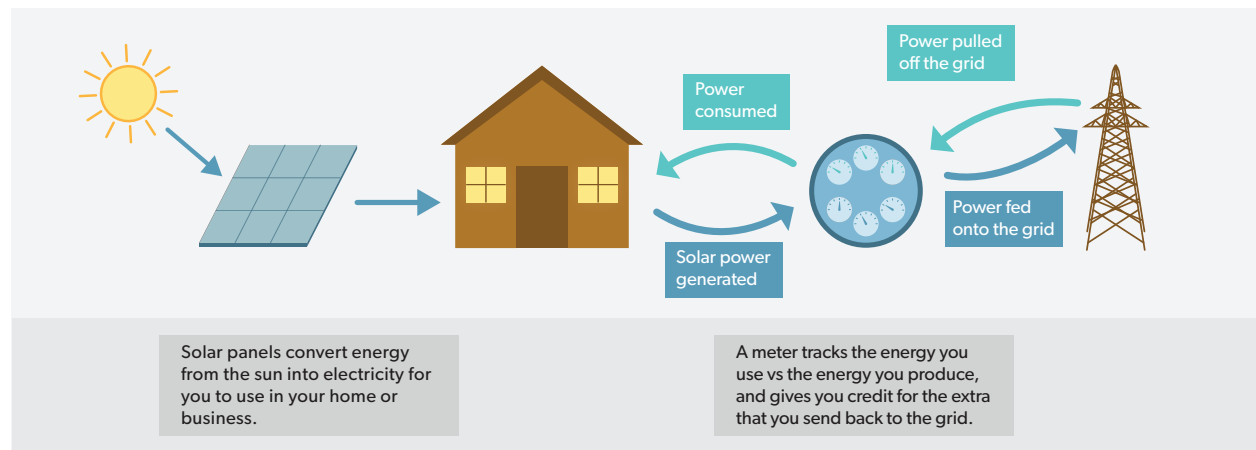 Power pulled
off the grid
Power
consumed
Power fed
onto the grid
Solar power
generated
Solar panels convert energy
from the sun into electricity for
you to use in your home or
business.
A meter tracks the energy you
use vs the energy you produce,
and gives you credit for the extra
that you send back to the grid.